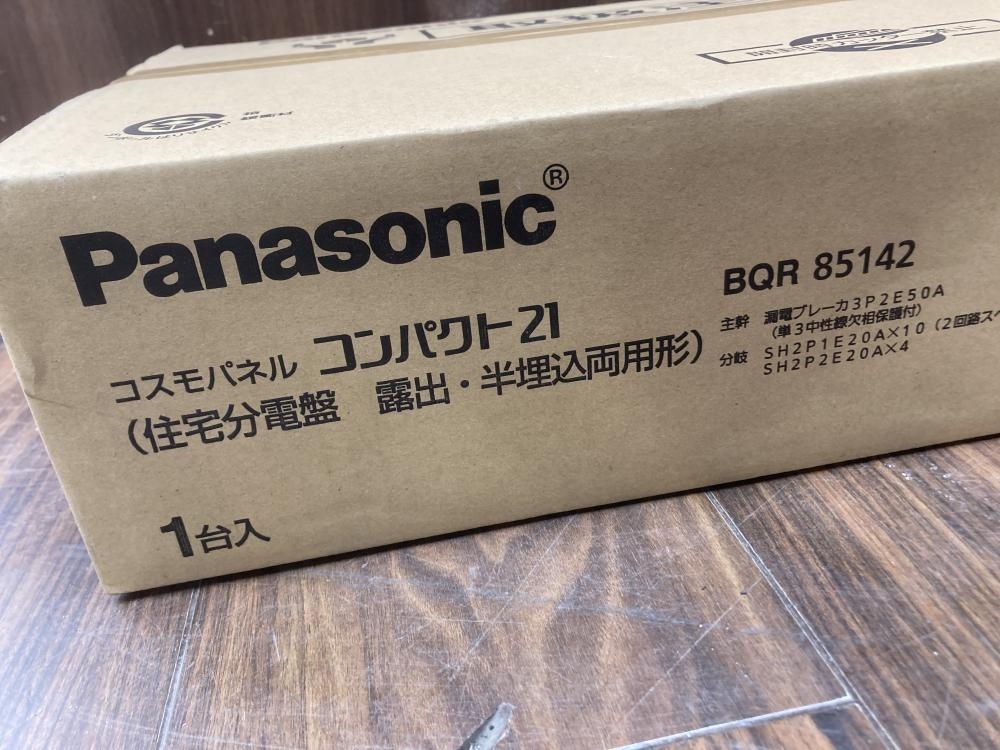 Panasonic®
コスモパネル コンパクト21
（住宅分電盤 露出・半埋込両用形）
1台入
BQR 85142
主幹 漏電ブレーカ3P2E50A
（単3中性線欠相保護付）
分岐 SH2P1E20A×10（2回路スペ
SH2P2E20A×4